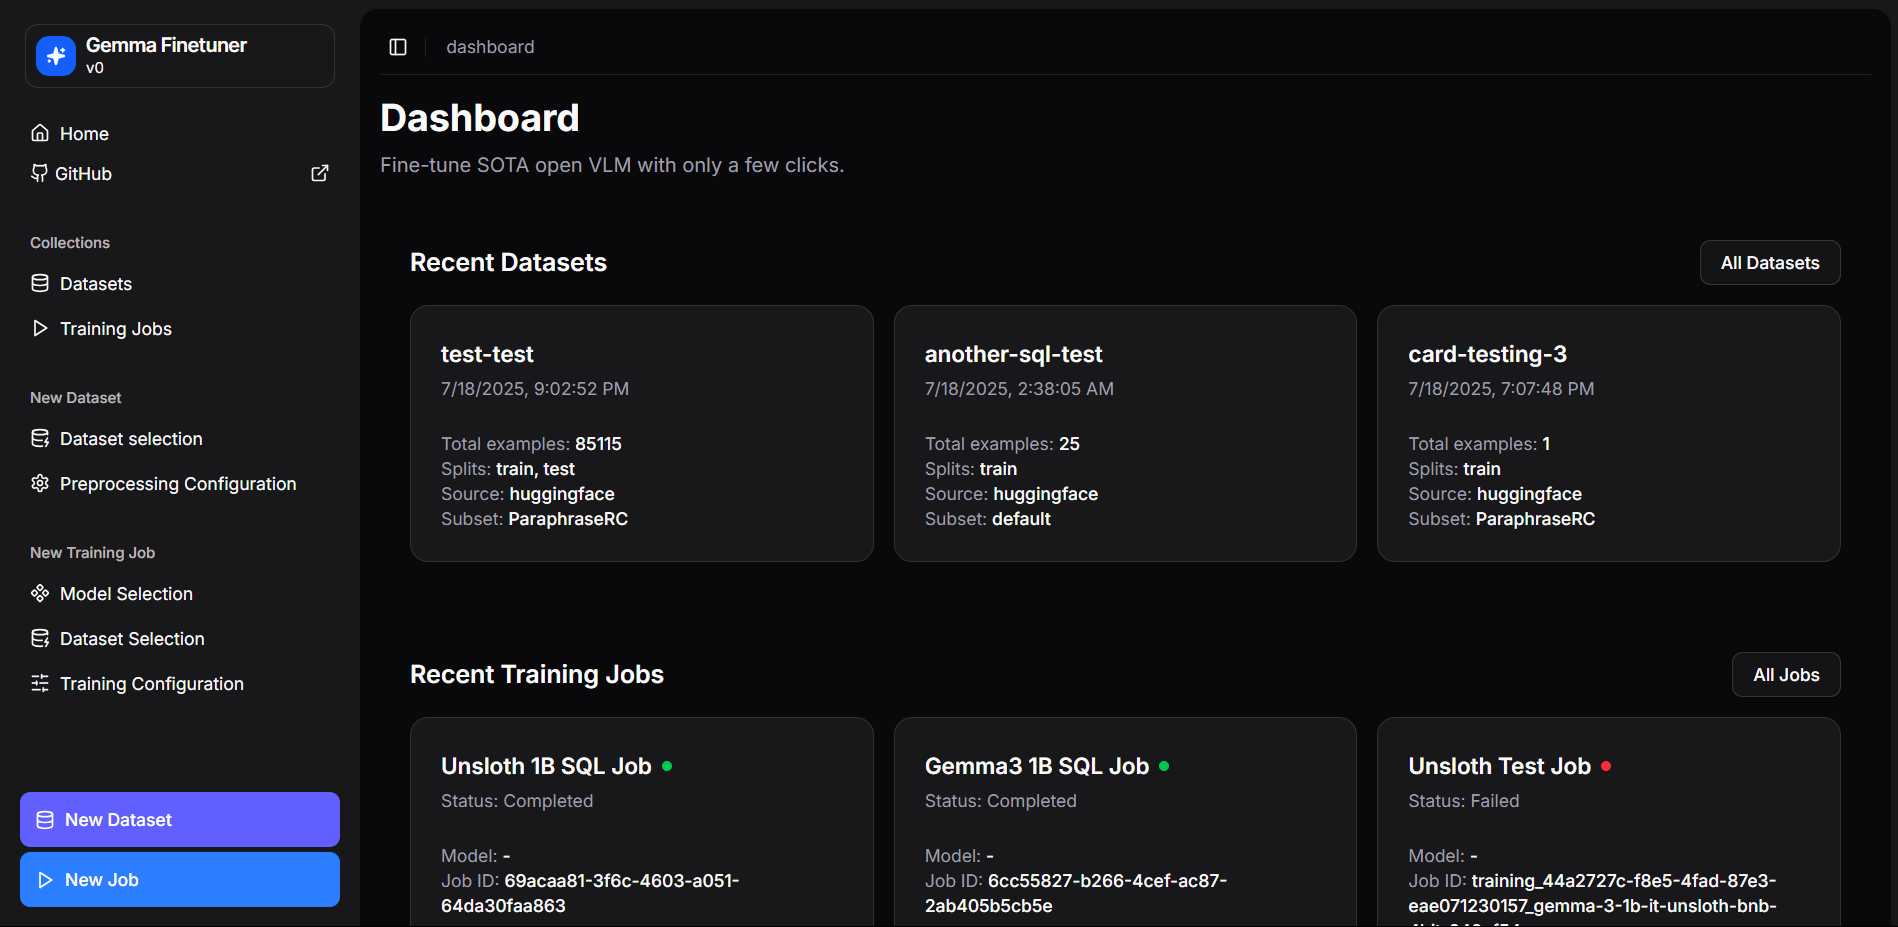 Gemma Finetuner
v0
Home
GitHub
Collections
Datasets
Training Jobs
New Dataset
Dataset selection
Preprocessing Configuration
New Training Job
Model Selection
Dataset Selection
Training Configuration
New Dataset
New Job
dashboard
Dashboard
Fine-tune SOTA open VLM with only a few clicks.
Recent Datasets
All Datasets
test-test
7/18/2025, 9:02:52 PM
Total examples: 85115
Splits: train, test
Source: huggingface
Subset: ParaphraseRC
another-sql-test
7/18/2025, 2:38:05 AM
Total examples: 25
Splits: train
Source: huggingface
Subset: default
card-testing-3
7/18/2025, 7:07:48 PM
Total examples: 1
Splits: train
Source: huggingface
Subset: ParaphraseRC
Recent Training Jobs
All Jobs
Unsloth 1B SQL Job
Status: Completed
Model: -
Job ID: 69acaa81-3f6c-4603-a051-
64da30faa863
Gemma3 1B SQL Job
Status: Completed
Model: -
Job ID: 6cc55827-b266-4cef-ac87-
2ab405b5cb5e
Unsloth Test Job
Status: Failed
Model: -
Job ID: training_44a2727c-f8e5-4fad-87e3-
eae071230157_gemma-3-1b-it-unsloth-bnb-